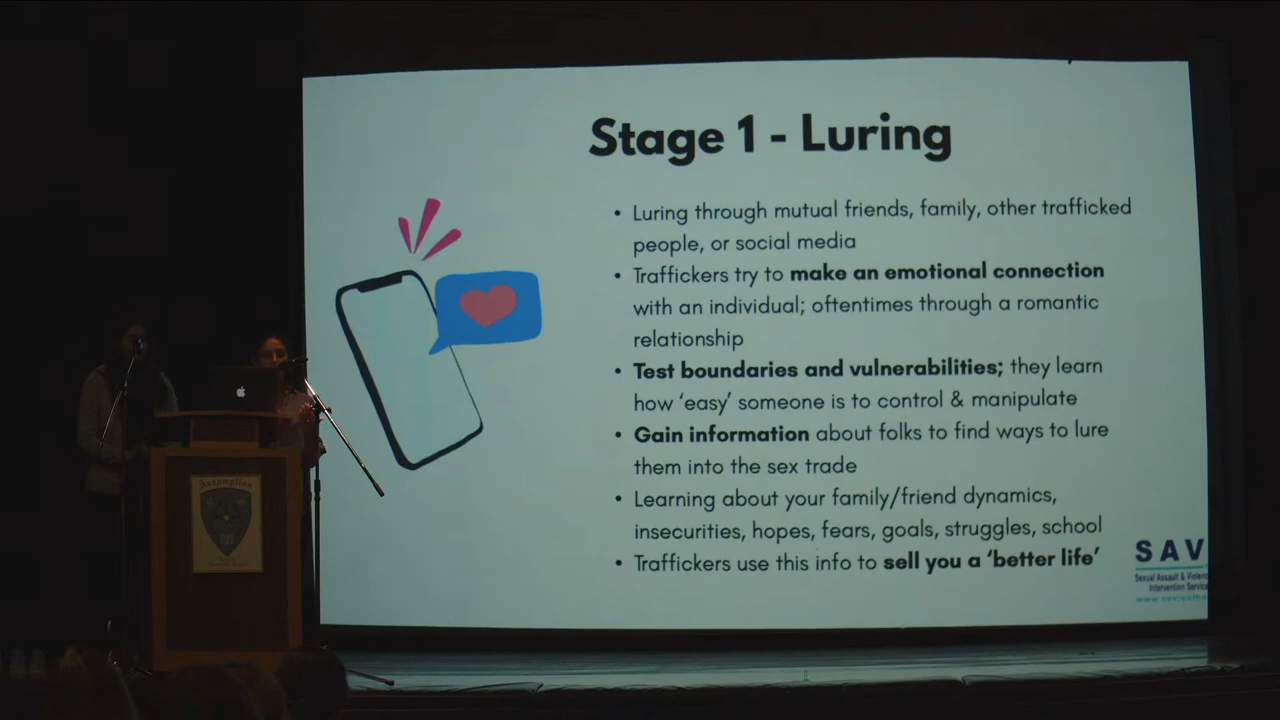 Stage 1 - Luring
• Luring through mutual friends, family, other trafficked
people, or social media
• Traffickers try to make an emotional connection
with an individual; oftentimes through a romantic
relationship
• Test boundaries and vulnerabilities; they learn
how ‘easy’ someone is to control & manipulate
• Gain information about folks to find ways to lure
them into the sex trade
• Learning about your family/friend dynamics,
insecurities, hopes, fears, goals, struggles, school
• Traffickers use this info to sell you a ‘better life’
SAV
Sexual Assault & Violenc
Intervention Service
Assumption